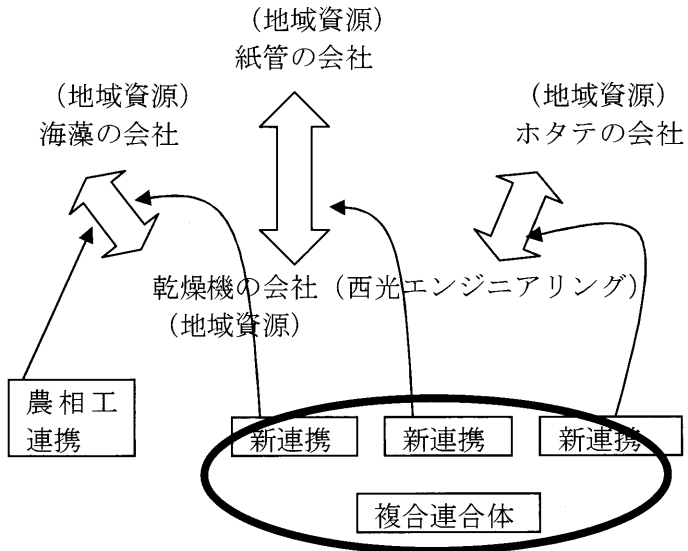 （地域資源）
紙管の会社
（地域資源）
海藻の会社
（地域資源）
ホタテの会社
乾燥機の会社（西光エンジニアリング）
（地域資源）
農相工
連携
新連携
新連携
新連携
複合連合体